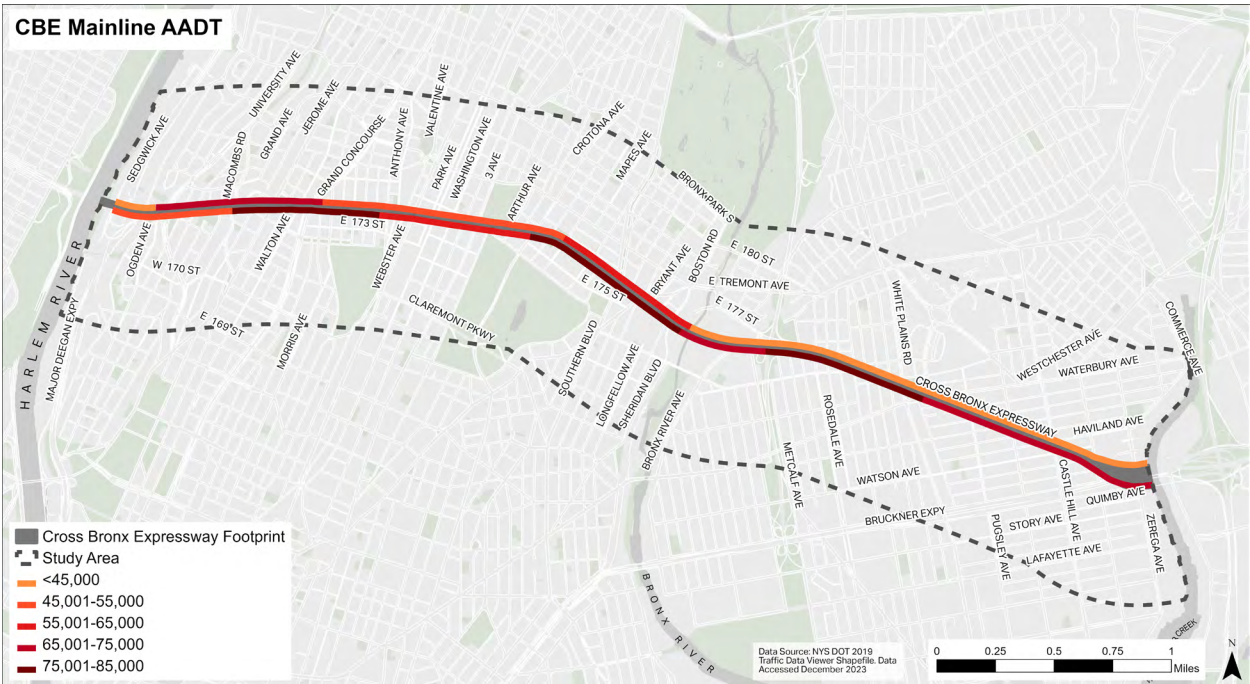 CBE Mainline AADT
UNIVERSITY AVE
VALENTINE AVE
JEROME AVE
GRAND AVE
CROTONA AVE
SEDGWICK AVE
MACOMBS RD
GRAND CONCOURSE
ANTHONY AVE
WASHINGTON AVE
PARK AVE
3 AVE
MAPES AVE
ARTHUR AVE
BRONX PARK S
E 173 ST
OGDEN AVE
WALTON AVE
WEBSTER AVE
W 170 ST
E 180 ST
BOSTON RD
BRYANT AVE
E TREMONT AVE
E 175 ST
E 177 ST
WHITE PLAINS RD
COMMERCE AVE
HARLEM RIVER
MAJOR DEEGAN EXPY
E 169 ST
MORRIS AVE
CLAREMONT PKWY
SOUTHERN BLVD
LONGFELLOW AVE
SHERIDAN BLVD
WESTCHESTER AVE
WATERBURY AVE
CROSS BRONX EXPRESSWAY
BRONX RIVER AVE
ROSEDALE AVE
HAVILAND AVE
METCALF AVE
WATSON AVE
CASTLE HILL AVE
QUIMBY AVE
BRUCKNER EXPY
PUGSLEY AVE
STORY AVE
ZEREGA AVE
LAFAYETTE AVE
BRONX RIVER
CREEK
Cross Bronx Expressway Footprint
Study Area
<45,000
45,001-55,000
55,001-65,000
65,001-75,000
75,001-85,000
Data Source: NYS DOT 2019
Traffic Data Viewer Shapefile. Data
Accessed December 2023
0 0.25 0.5 0.75 1
Miles
N